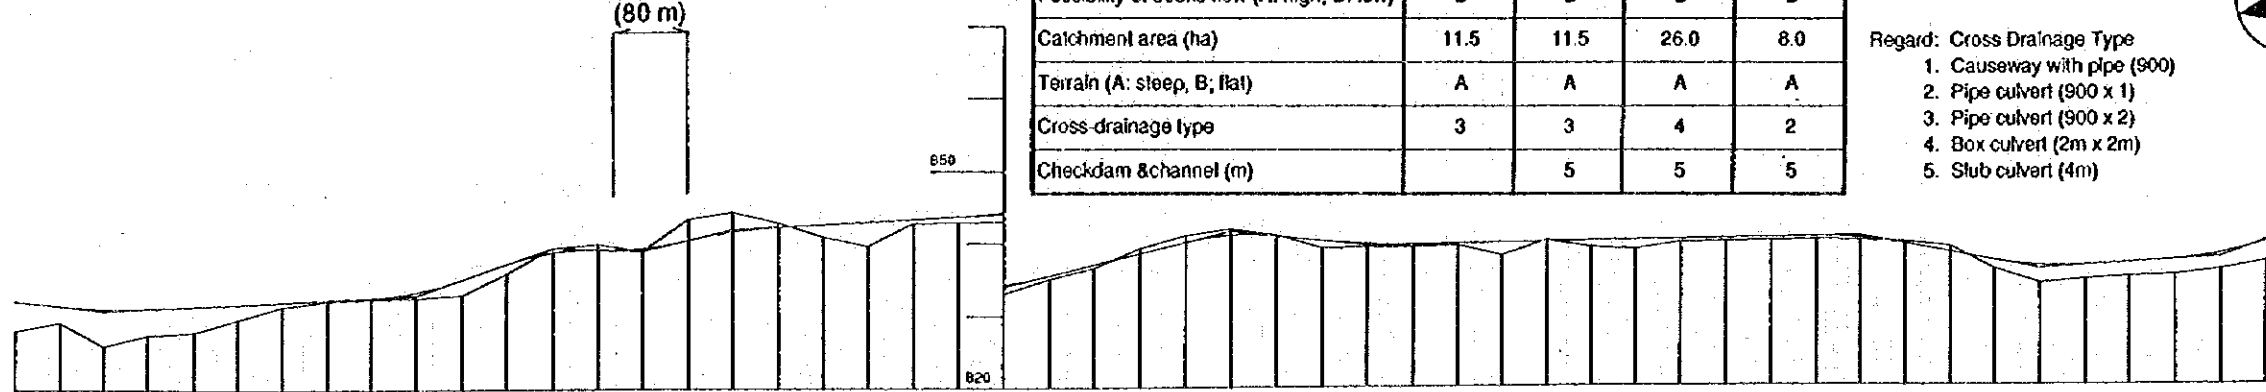 (80 m)
850
820
Catchment area (ha) 11.5 11.5 26.0 8.0
Terrain (A: steep, B; flat) A A A A
Cross-drainage type 3 3 4 2
Checkdam &channel (m) 5 5 5
Regard: Cross Drainage Type
1. Causeway with pipe (900)
2. Pipe culvert (900 x 1)
3. Pipe culvert (900 x 2)
4. Box culvert (2m x 2m)
5. Slub culvert (4m)